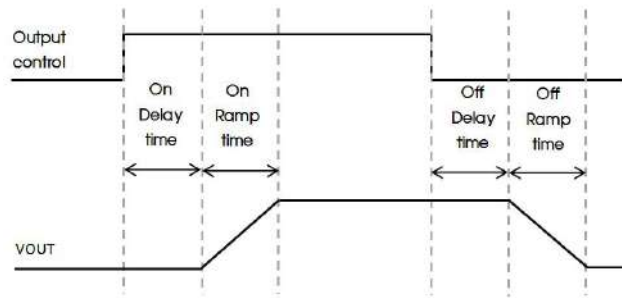 Output
control
On
Delay
time
On
Ramp
time
Off
Delay
time
Off
Ramp
time
VOUT